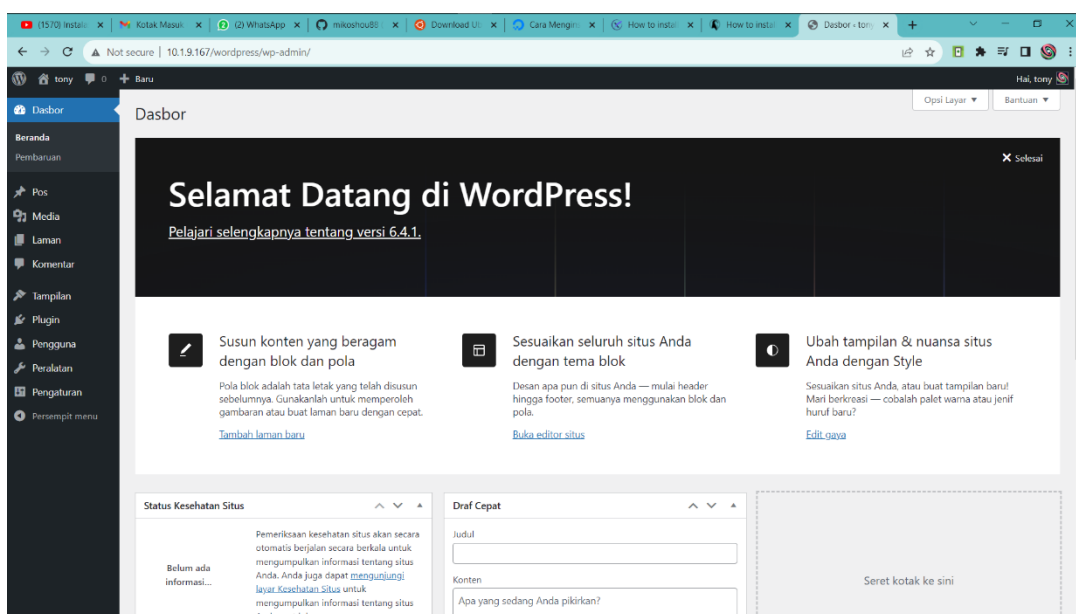 (1570) Instala
Kotak Masuk
(2) WhatsApp
mikoshou88
Download U
Cara Mengin
How to instal
How to instal
Dasbor ‹ tony
Not secure | 10.1.9.167/wordpress/wp-admin/
tony 0 + Baru
Hai, tony
Dasbor
Beranda
Pembaruan
Pos
Media
Laman
Komentar
Tampilan
Plugin
Pengguna
Peralatan
Pengaturan
Persempit menu
Opsi Layar ▼
Bantuan ▼
Dasbor
Selesai
Selamat Datang di WordPress!
Pelajari selengkapnya tentang versi 6.4.1.
Susun konten yang beragam
dengan blok dan pola
Pola blok adalah tata letak yang telah disusun
sebelumnya. Gunakanlah untuk memperoleh
gambaran atau buat laman baru dengan cepat.
Tambah laman baru
Sesuaikan seluruh situs Anda
dengan tema blok
Desan apa pun di situs Anda — mulai header
hingga footer, semuanya menggunakan blok dan
pola.
Buka editor situs
Ubah tampilan & nuansa situs
Anda dengan Style
Sesuaikan situs Anda, atau buat tampilan baru!
Mari berkreasi — cobalah palet warna atau jenif
huruf baru?
Edit gaya
Status Kesehatan Situs
Belum ada
informasi...
Pemeriksaan kesehatan situs akan secara
otomatis berjalan secara berkala untuk
mengumpulkan informasi tentang situs
Anda. Anda juga dapat mengunjungi
layar Kesehatan Situs untuk
mengumpulkan informasi tentang situs
Draf Cepat
Judul
Konten
Apa yang sedang Anda pikirkan?
Seret kotak ke sini